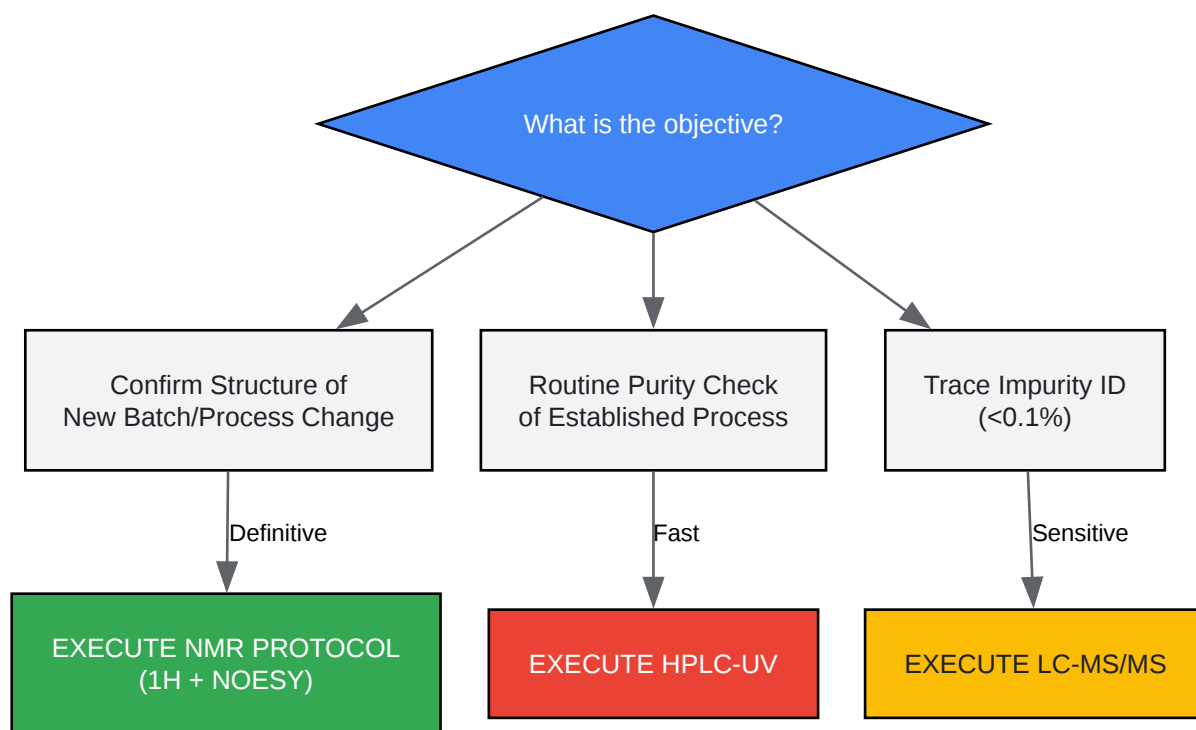 What is the objective?
Confirm Structure of
New Batch/Process Change
Routine Purity Check
of Established Process
Trace Impurity ID
(<0.1%)
Definitive
Fast
Sensitive
EXECUTE NMR PROTOCOL
(1H + NOESY)
EXECUTE HPLC-UV
EXECUTE LC-MS/MS